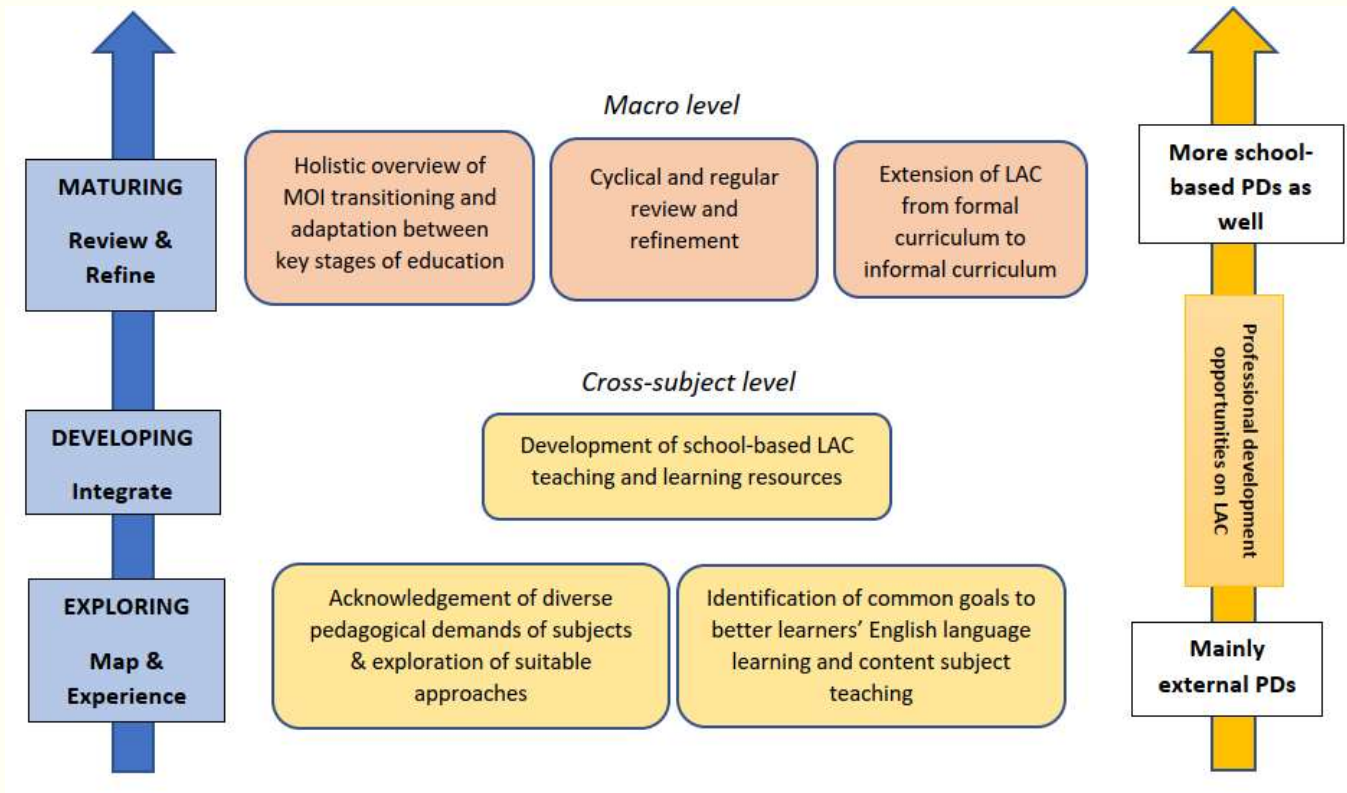 Macro level
MATURING
Review &
Refine
Holistic overview of
MOI transitioning and
adaptation between
key stages of education
Cyclical and regular
review and
refinement
Extension of LAC
from formal
curriculum to
informal curriculum
More school-
based PDs as
well
Cross-subject level
DEVELOPING
Integrate
Development of school-based LAC
teaching and learning resources
Professional development
opportunities on LAC
EXPLORING
Map &
Experience
Acknowledgement of diverse
pedagogical demands of subjects
& exploration of suitable
approaches
Identification of common goals to
better learners’ English language
learning and content subject
teaching
Mainly
external PDs